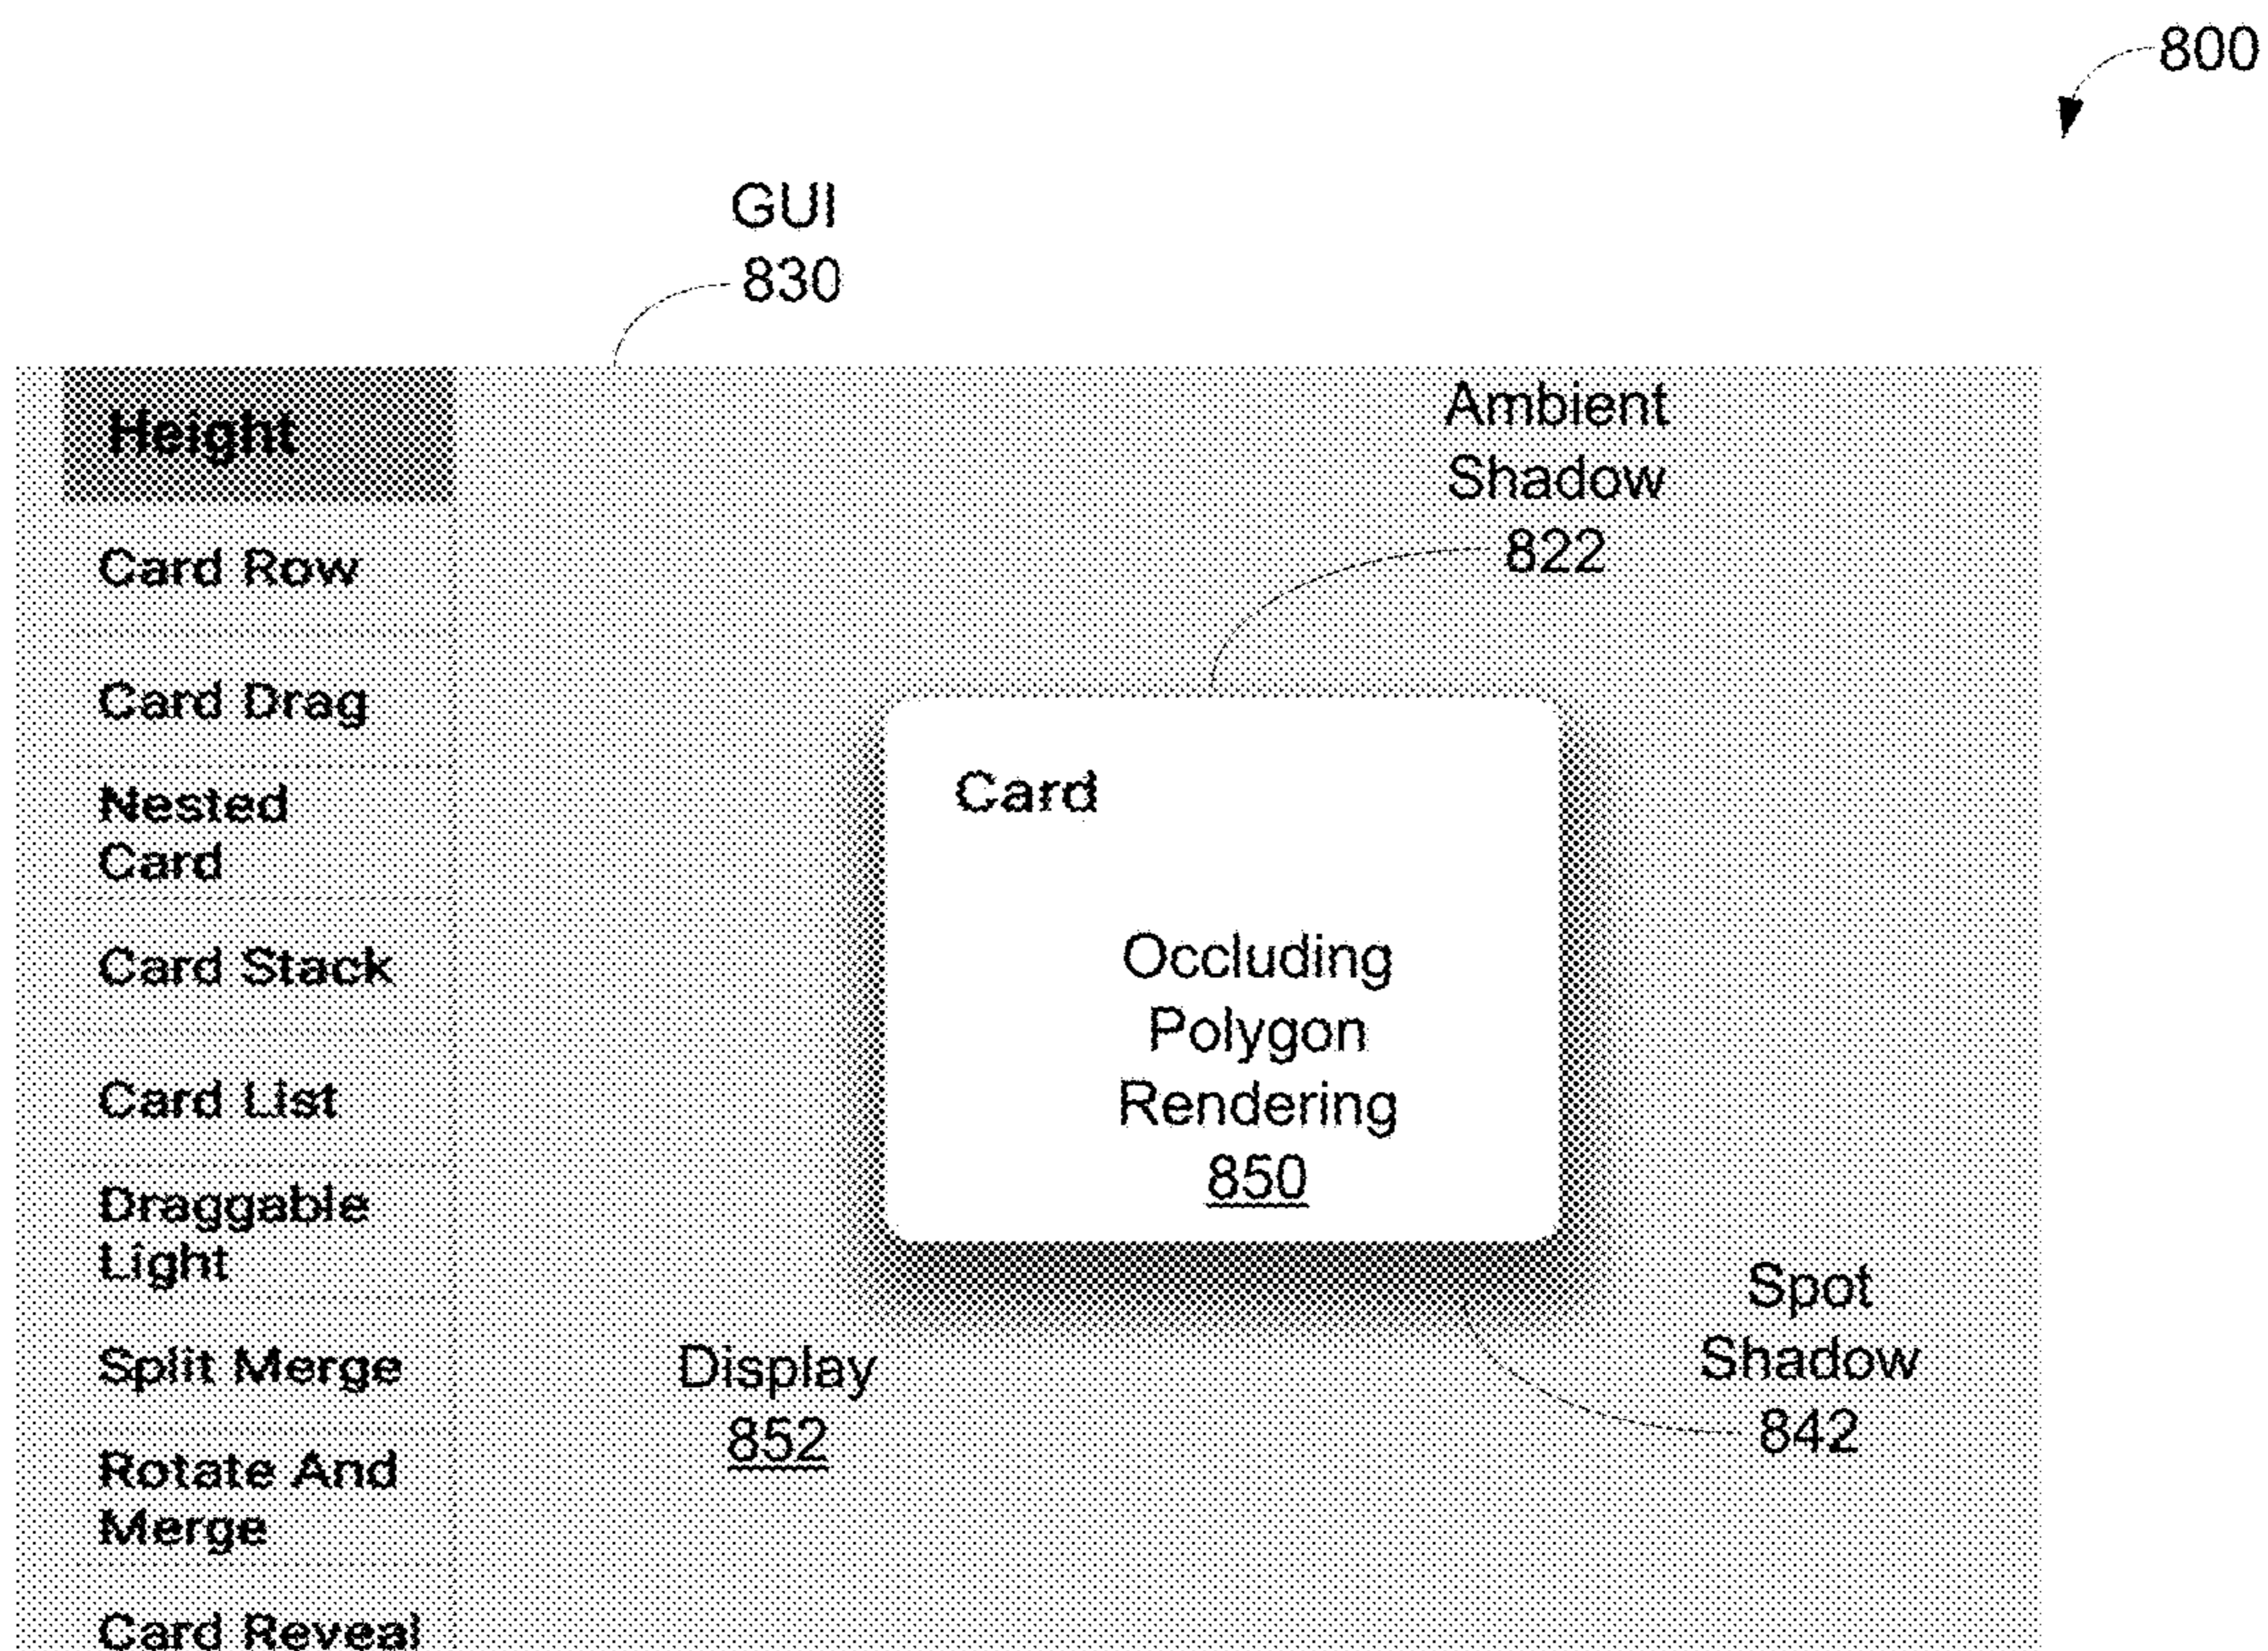 800
GUI
830
Height
Card Row
Card Drag
Nested
Card
Card Stack
Card List
Draggable
Light
Split Merge
Rotate And
Merge
Card Reveal
Ambient
Shadow
822
Card
Occluding
Polygon
Rendering
850
Display
852
Spot
Shadow
842